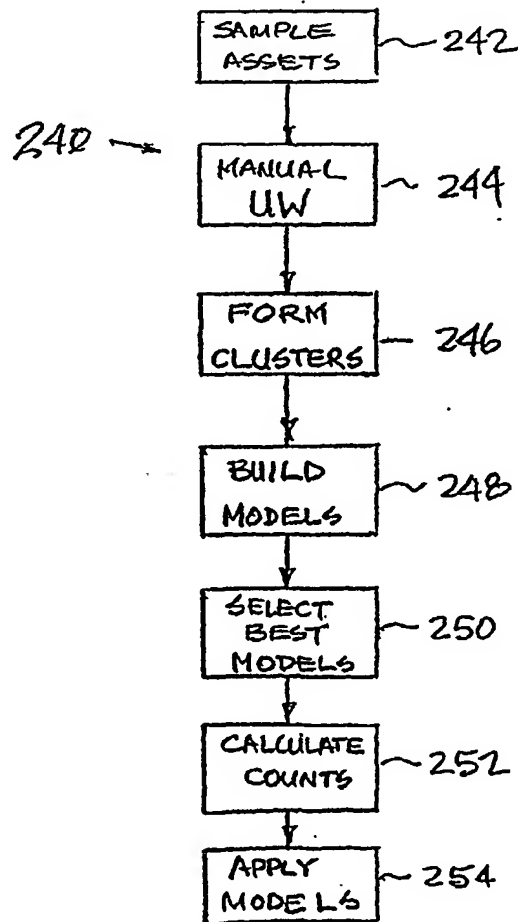 SAMPLE
ASSETS
242
240
MANUAL
UW
244
FORM
CLUSTERS
246
BUILD
MODELS
248
SELECT
BEST
MODELS
250
CALCULATE
COUNTS
252
APPLY
MODELS
254